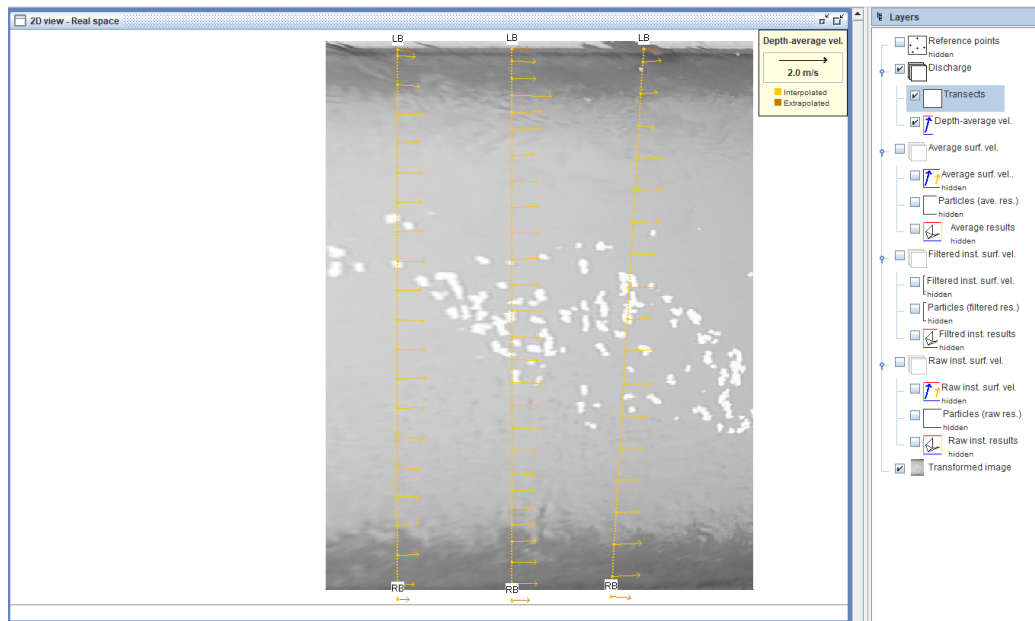 2D view - Real space
LB
LB
LB
Depth-average vel.
2.0 m/s
Interpolated
Extrapolated
RB
RB
RB
Layers
Reference points
hidden
Discharge
Transects
Depth-average vel.
Average surf. vel.
Average surf. vel..
hidden
Particles (ave. res.)
hidden
Average results
hidden
Filtered inst. surf. vel.
Filtered inst. surf. vel.
hidden
Particles (filtered res.)
hidden
Filtred inst. results
hidden
Raw inst. surf. vel.
Raw inst. surf. vel.
hidden
Particles (raw res.)
hidden
Raw inst. results
hidden
Transformed image